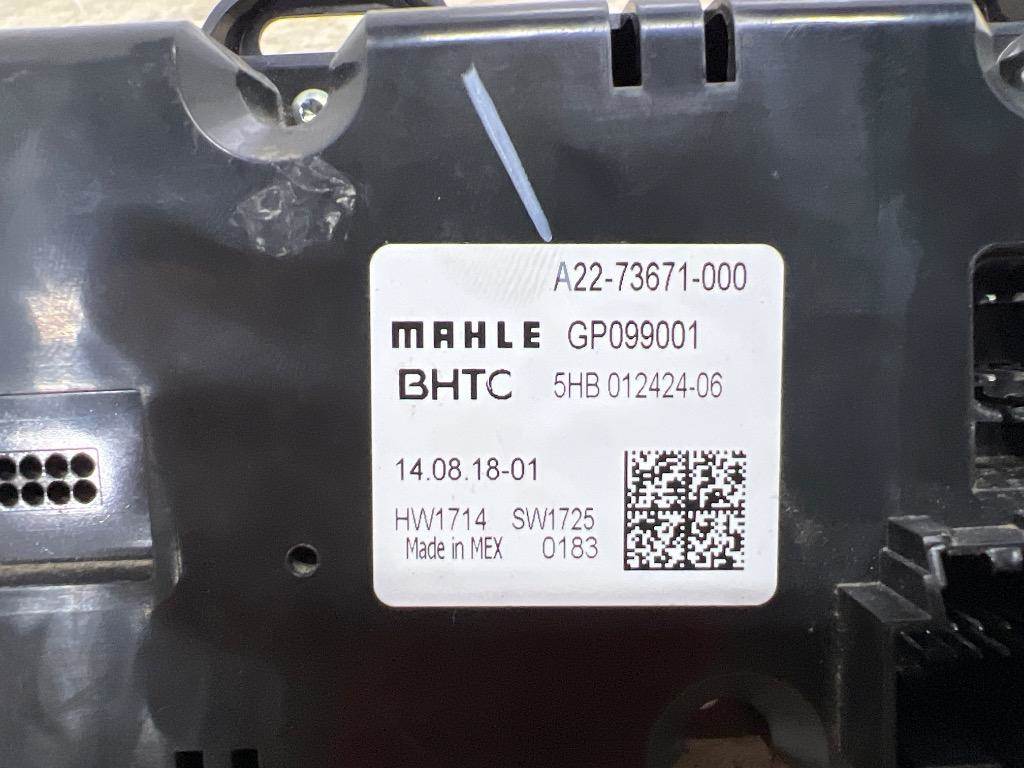 A22-73671-000
MAHLE GP099001
BHTC 5HB 012424-06
14.08.18-01
HW1714 SW1725
Made in MEX 0183